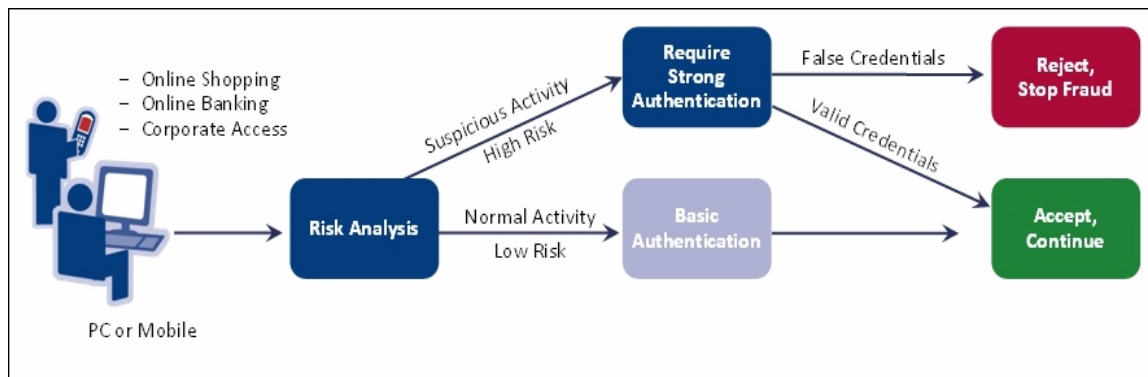 – Online Shopping
– Online Banking
– Corporate Access
PC or Mobile
Risk Analysis
Suspicious Activity
High Risk
Normal Activity
Low Risk
Require
Strong
Authentication
Basic
Authentication
False Credentials
Valid Credentials
Reject,
Stop Fraud
Accept,
Continue